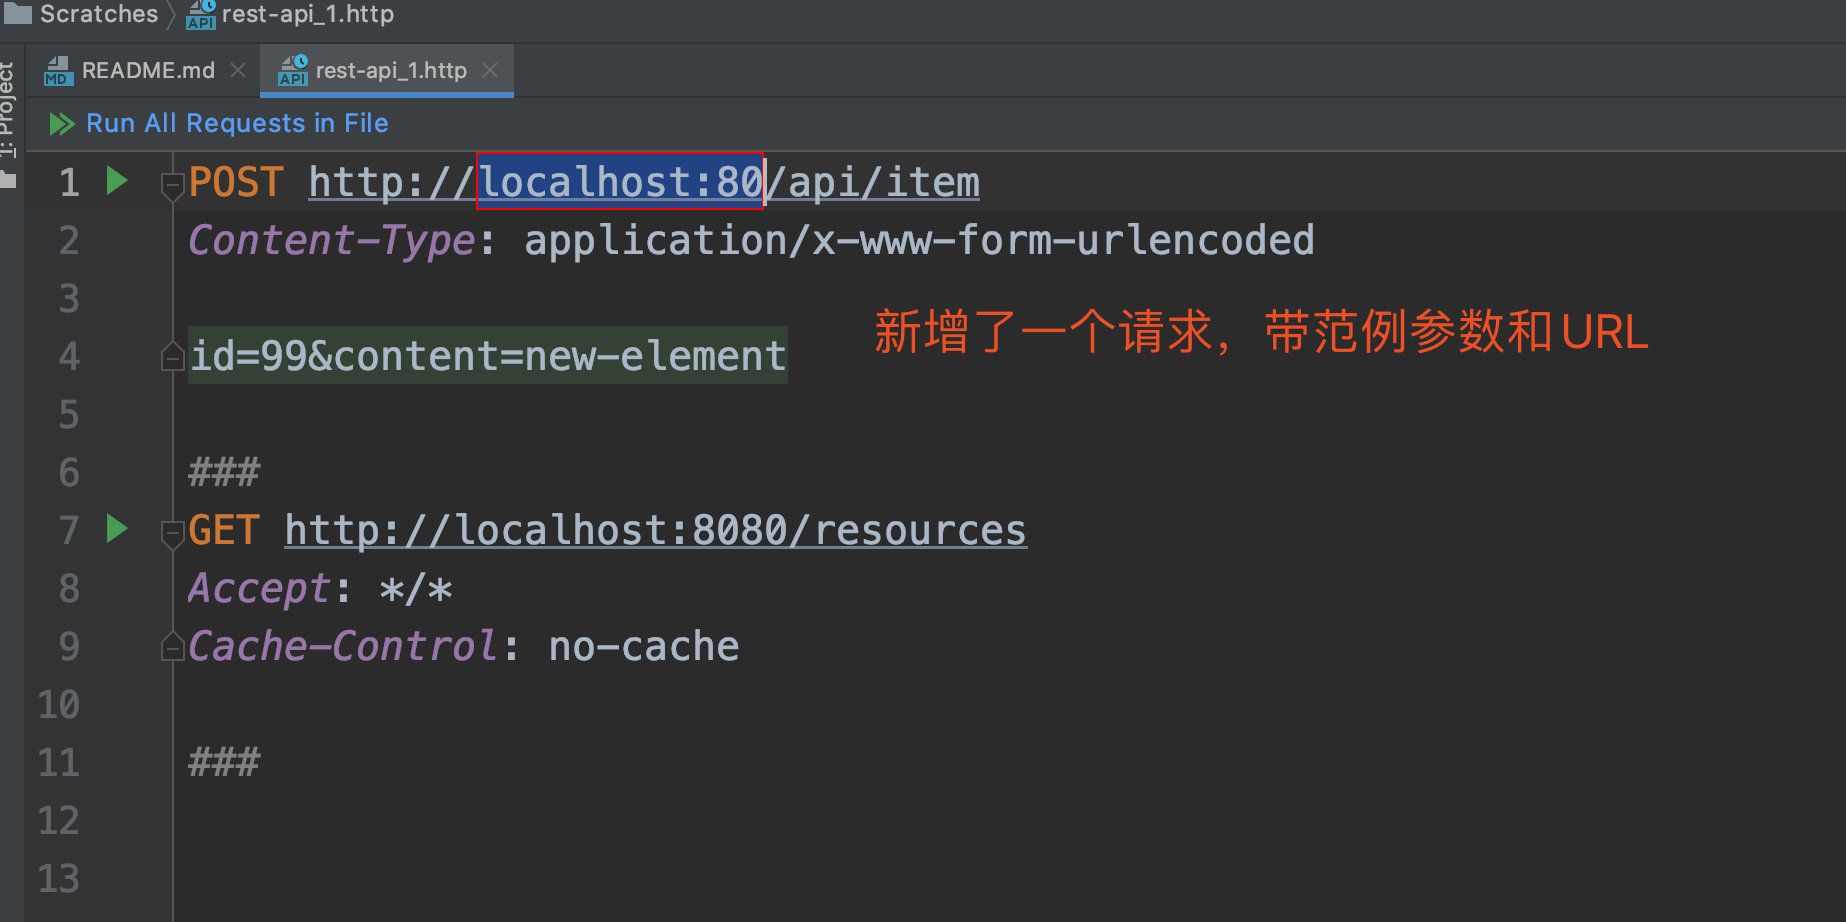 Scratches
rest-api_1.http
README.md
rest-api_1.http
1: Project
Run All Requests in File
1 POST http://localhost:80/api/item
2 Content-Type: application/x-www-form-urlencoded
3
新增了一个请求，带范例参数和URL
4 id=99&content=new-element
5
6 ###
7 GET http://localhost:8080/resources
8 Accept: */*
9 Cache-Control: no-cache
10
11 ###
12
13